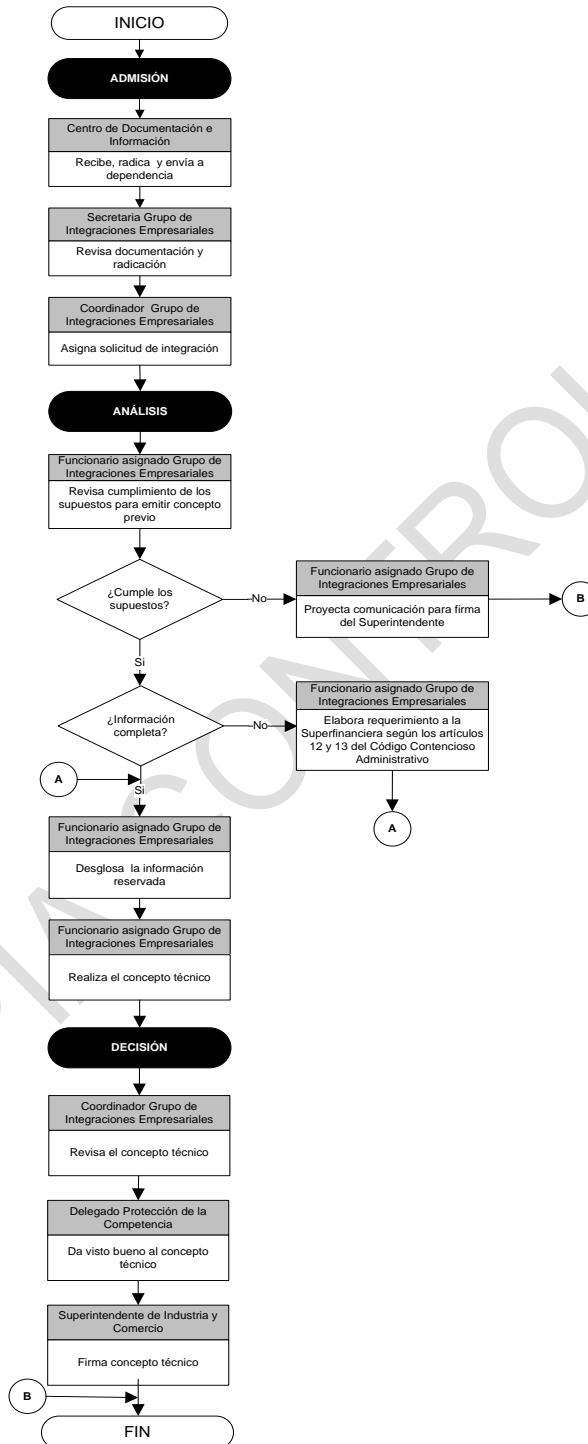 INICIO
ADMISIÓN
Centro de Documentación e
Información
Recibe, radica y envía a
dependencia
Secretaria Grupo de
Integraciones Empresariales
Revisa documentación y
radicación
Coordinador Grupo de
Integraciones Empresariales
Asigna solicitud de integración
ANÁLISIS
Funcionario asignado Grupo de
Integraciones Empresariales
Revisa cumplimiento de los
supuestos para emitir concepto
previo
¿Cumple los
supuestos?
No
Funcionario asignado Grupo de
Integraciones Empresariales
Proyecta comunicación para firma
del Superintendente
B
Si
¿Información
completa?
No
Funcionario asignado Grupo de
Integraciones Empresariales
Elabora requerimiento a la
Superfinanciera según los artículos
12 y 13 del Código Contencioso
Administrativo
A
A
Si
Funcionario asignado Grupo de
Integraciones Empresariales
Desglosa la información
reservada
Funcionario asignado Grupo de
Integraciones Empresariales
Realiza el concepto técnico
DECISIÓN
Coordinador Grupo de
Integraciones Empresariales
Revisa el concepto técnico
Delegado Protección de la
Competencia
Da visto bueno al concepto
técnico
Superintendente de Industria y
Comercio
Firma concepto técnico
B
FIN